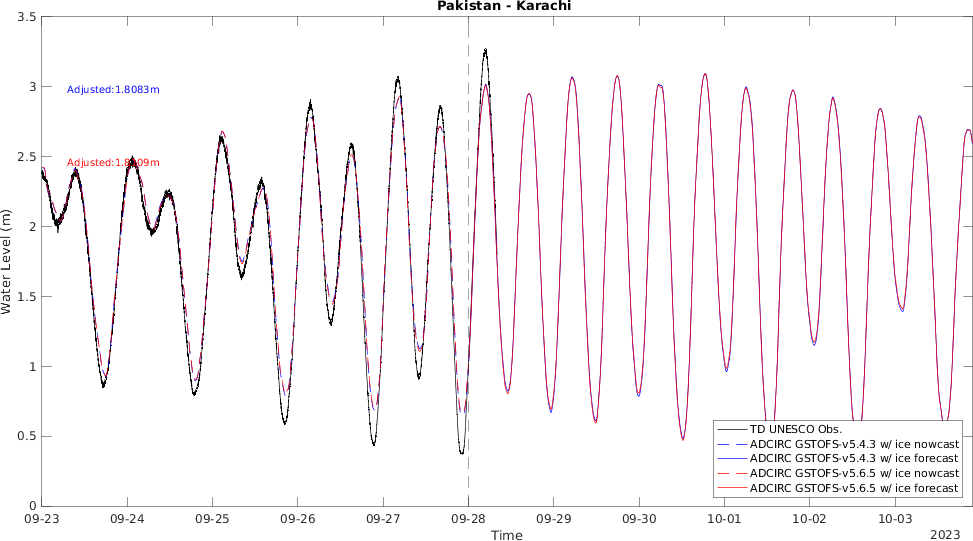 Pakistan - Karachi
3.5
3
2.5
2
1.5
1
0.5
0
Water Level (m)
Adjusted:1.8083m
TD UNESCO Obs.
ADCIRC GSTOFS-v5.4.3 w/ ice nowcast
ADCIRC GSTOFS-v5.4.3 w/ ice forecast
ADCIRC GSTOFS-v5.6.5 w/ ice nowcast
ADCIRC GSTOFS-v5.6.5 w/ ice forecast
09-23
09-24
09-25
09-26
09-27
09-28
09-29
09-30
10-01
10-02
10-03
Time
2023